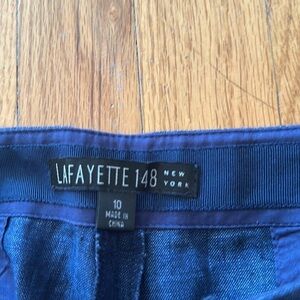 LAFAYETTE 148 NEW YORK
10
MADE IN
CHINA